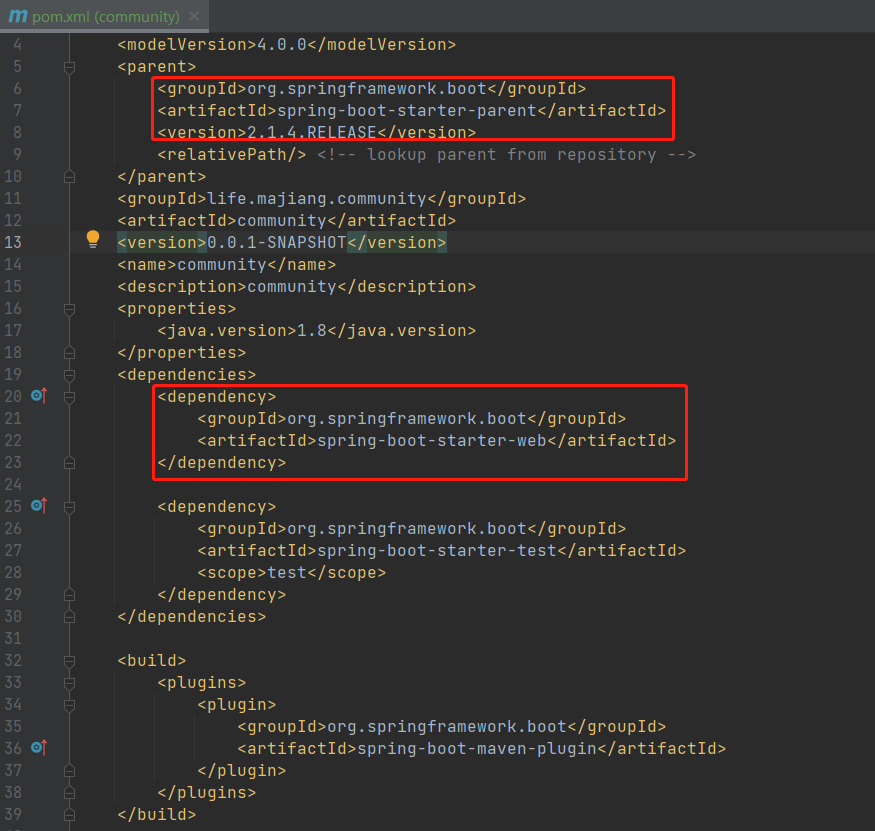 m pom.xml (community) ×
4 <modelVersion>4.0.0</modelVersion>
5 <parent>
6 <groupId>org.springframework.boot</groupId>
7 <artifactId>spring-boot-starter-parent</artifactId>
8 <version>2.1.4.RELEASE</version>
9 <relativePath/> <!-- lookup parent from repository -->
10 </parent>
11 <groupId>life.majiang.community</groupId>
12 <artifactId>community</artifactId>
13 <version>0.0.1-SNAPSHOT</version>
14 <name>community</name>
15 <description>community</description>
16 <properties>
17 <java.version>1.8</java.version>
18 </properties>
19 <dependencies>
20 <dependency>
21 <groupId>org.springframework.boot</groupId>
22 <artifactId>spring-boot-starter-web</artifactId>
23 </dependency>
24
25 <dependency>
26 <groupId>org.springframework.boot</groupId>
27 <artifactId>spring-boot-starter-test</artifactId>
28 <scope>test</scope>
29 </dependency>
30 </dependencies>
31
32 <build>
33 <plugins>
34 <plugin>
35 <groupId>org.springframework.boot</groupId>
36 <artifactId>spring-boot-maven-plugin</artifactId>
37 </plugin>
38 </plugins>
39 </build>